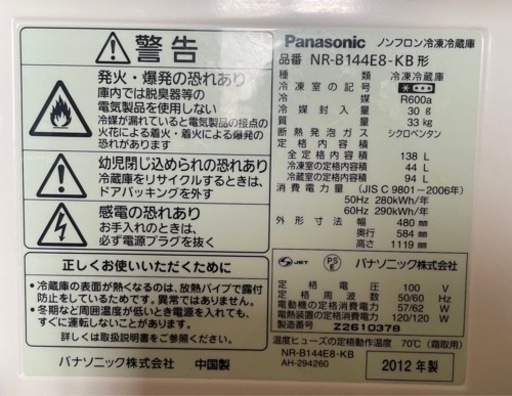 警告
発火・爆発の恐れあり
庫内では脱臭器等の
電気製品を使用しない
冷媒が漏れていると電気製品の接点の
火花による着火・着火による爆発の
恐れがあります
幼児閉じ込められの恐れあり
冷蔵庫をリサイクルするときは、
ドアパッキングを外す
感電の恐れあり
お手入れのときは、
必ず電源プラグを抜く
正しくお使いいただくために
・冷蔵庫の表面が熱くなるのは、放熱パイプで露付
防止をしているためです。異常ではありません。
・冬期など周囲温度が低いとき電源を入れても、
すぐに運転しないことがあります。
詳しくは取扱説明書をご参照ください。
パナソニック株式会社 中国製
Panasonic ノンフロン冷凍冷蔵庫
品番 NR-B144E8-KB形
種類 冷凍冷蔵庫
冷凍室の記号
冷媒 R600a
冷媒封入量 30 g
質量 33 kg
断熱発泡ガス シクロペンタン
定格内容積
全定格内容積 138 L
冷凍室の定格内容積 44 L
冷蔵室の定格内容積 94 L
消費電力量 (JIS C 9801-2006年)
50Hz 280kWh/年
60Hz 290kWh/年
外形寸法 幅 480 mm
奥行 584 mm
高さ 1119 mm
JET PS E パナソニック株式会社
定格電圧 100 V
定格周波数 50/60 Hz
電動機の定格消費電力 57/62 W
電熱装置の定格消費電力 120/120 W
製造番号 Z2610378
温度ヒューズの定格動作温度 70℃ (霜取用)
NR-B144E8-KB
AH-294260
2012年製